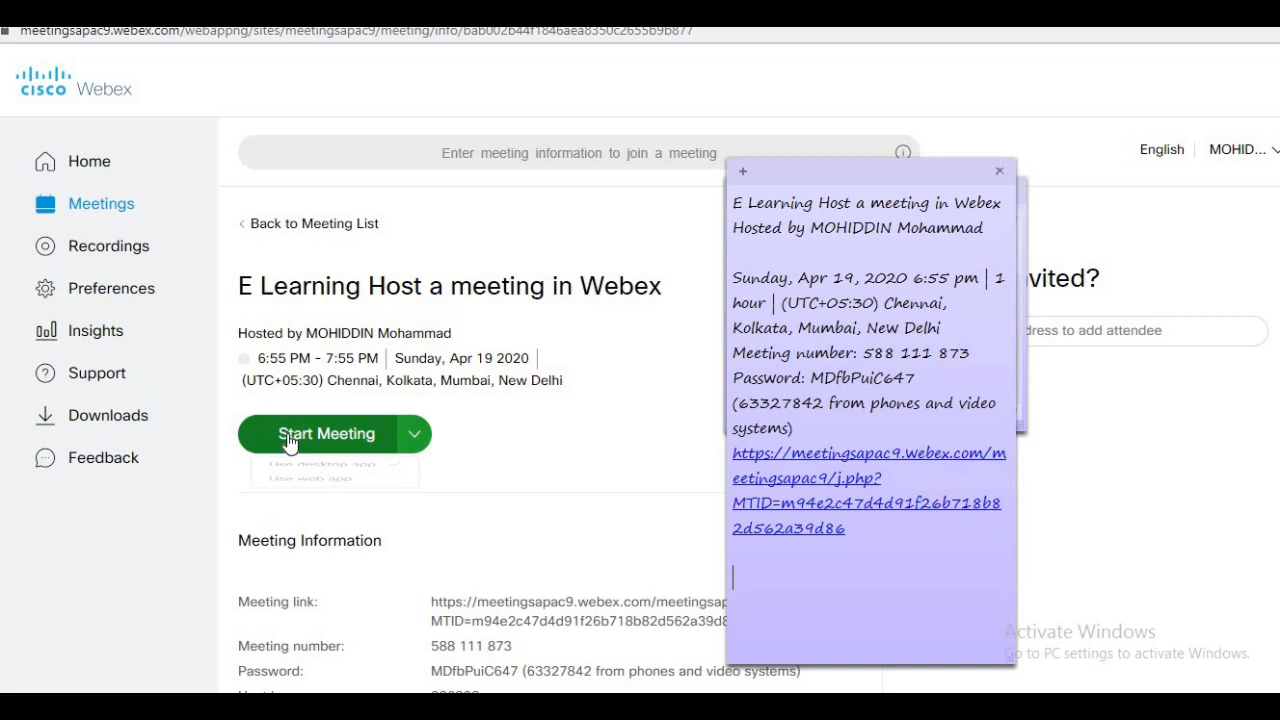 meetingsapac9.webex.com/webappng/sites/meetingsapac9/meeting/info/bab002b44f1846aea8350c2655b9b877
CISCO Webex
Enter meeting information to join a meeting
English
MOHID...
Home
Meetings
Recordings
Preferences
Insights
Support
Downloads
Feedback
< Back to Meeting List
E Learning Host a meeting in Webex
Hosted by MOHIDDIN Mohammad
6:55 PM - 7:55 PM | Sunday, Apr 19 2020 |
(UTC+05:30) Chennai, Kolkata, Mumbai, New Delhi
Start Meeting
Use desktop app
Use web app
Meeting Information
Meeting link:
https://meetingsapac9.webex.com/meetingsap
MTID=m94e2c47d4d91f26b718b82d562a39d8
Meeting number:
588 111 873
Password:
MDfbPuiC647 (63327842 from phones and video systems)
+
×
E Learning Host a meeting in Webex
Hosted by MOHIDDIN Mohammad
Sunday, Apr 19, 2020 6:55 pm | 1
hour | (UTC+05:30) Chennai,
Kolkata, Mumbai, New Delhi
Meeting number: 588 111 873
Password: MDfbPuiC647
(63327842 from phones and video
systems)
https://meetingsapac9.webex.com/m
eetingsapac9/j.php?
MTID=m94e2c47d4d91f26b718b8
2d562a39d86
vited?
dress to add attendee
Activate Windows
Go to PC settings to activate Windows.